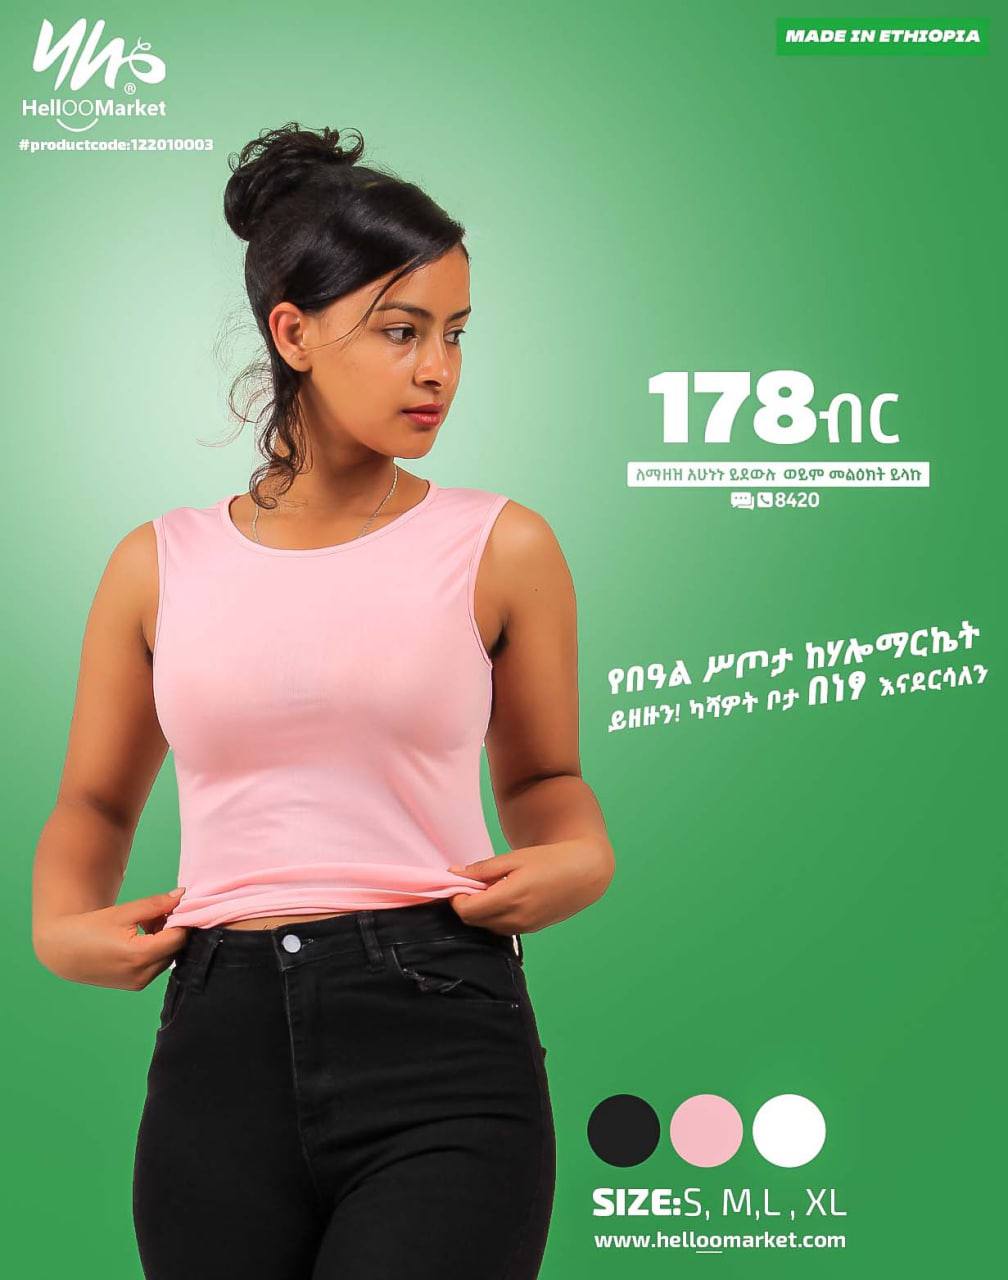 ሃሎ
®
HellOOMarket
#productcode:122010003
MADE IN ETHIOPIA
178ብር
ለማዘዝ አሁኑኑ ይደውሉ ወይም መልዕክት ይላኩ
8420
የበዓል ሥጦታ ከሃሎማርኬት
ይዘዙን! ካሻዎት ቦታ በነፃ እናደርሳለን
SIZE:S, M,L , XL
www.helloomarket.com